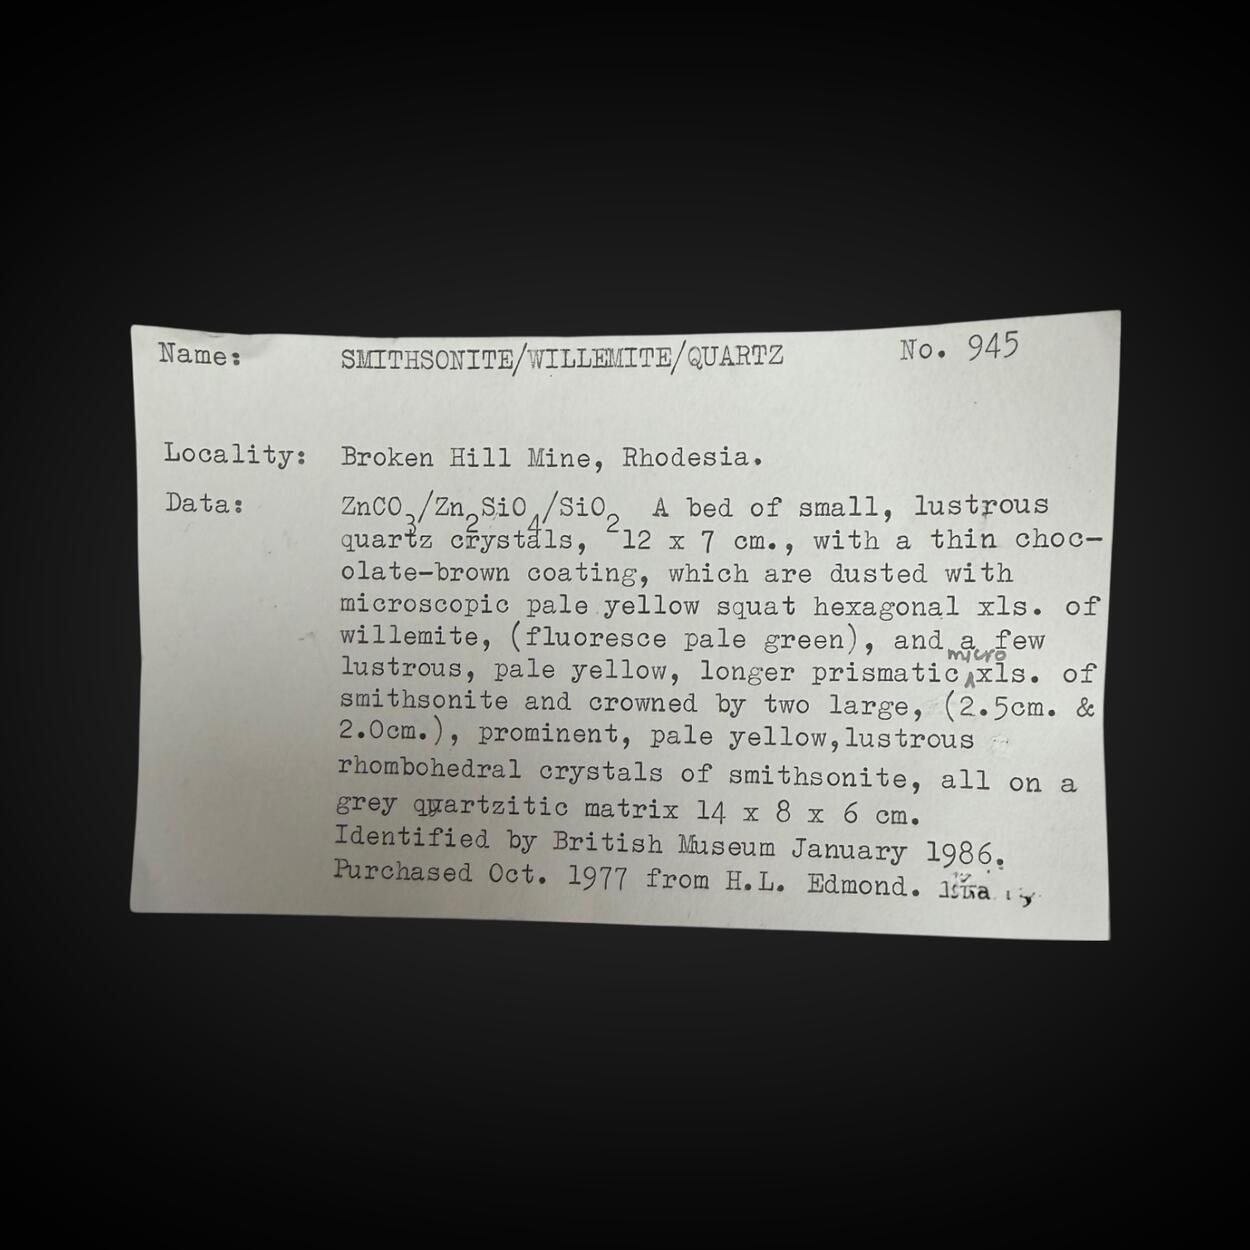 Name: SMITHSONITE/WILLEMITE/QUARTZ No. 945
Locality: Broken Hill Mine, Rhodesia.
Data: ZnCO3/Zn2SiO4/SiO2 A bed of small, lustrous
quartz crystals, 12 x 7 cm., with a thin choc-
olate-brown coating, which are dusted with
microscopic pale yellow squat hexagonal xls. of
willemite, (fluoresce pale green), and a few
micro
lustrous, pale yellow, longer prismatic xls. of
smithsonite and crowned by two large, (2.5cm. &
2.0cm.), prominent, pale yellow, lustrous
rhombohedral crystals of smithsonite, all on a
grey quartzitic matrix 14 x 8 x 6 cm.
Identified by British Museum January 1986.
Purchased Oct. 1977 from H.L. Edmond.